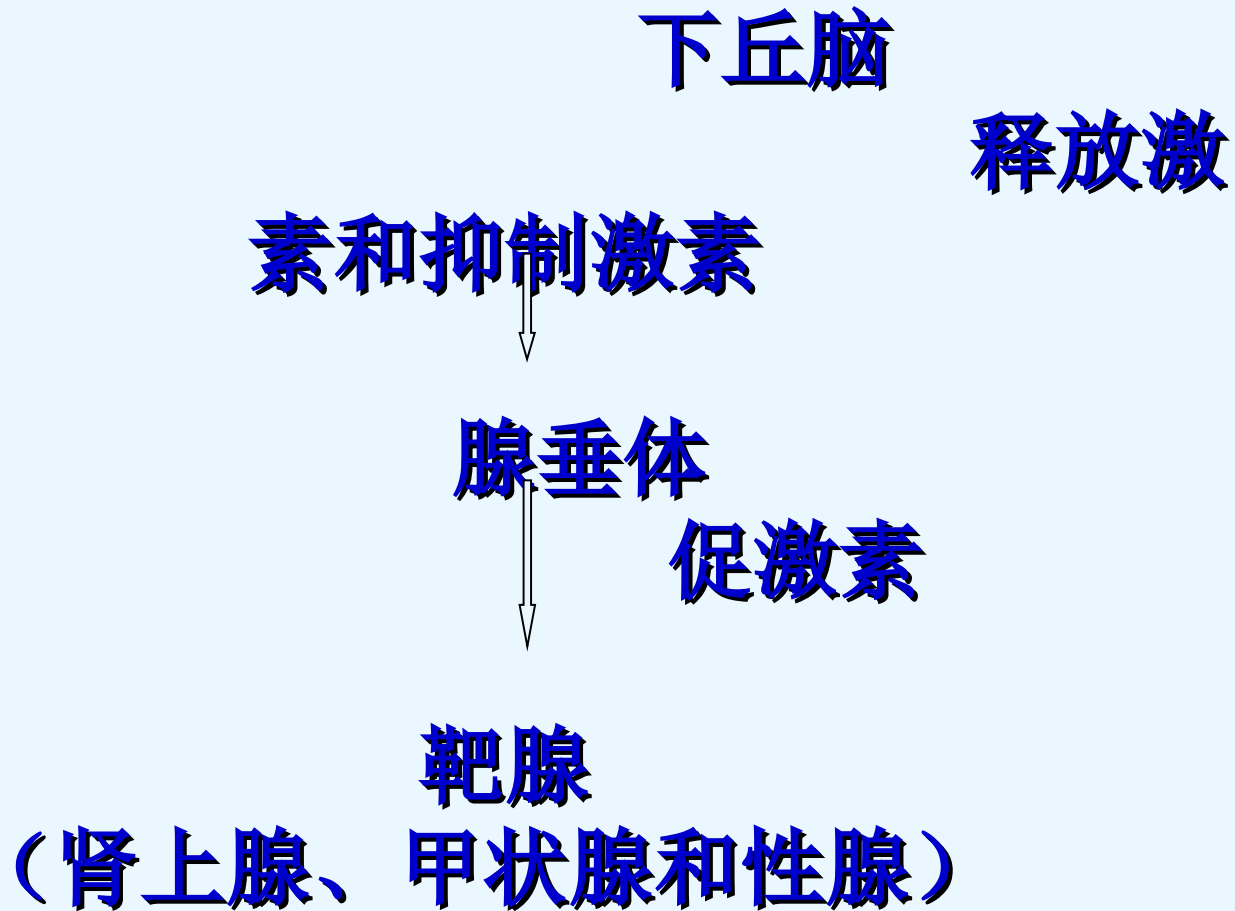 下丘脑
释放激
素和抑制激素
腺垂体
促激素
靶腺
（肾上腺、甲状腺和性腺）